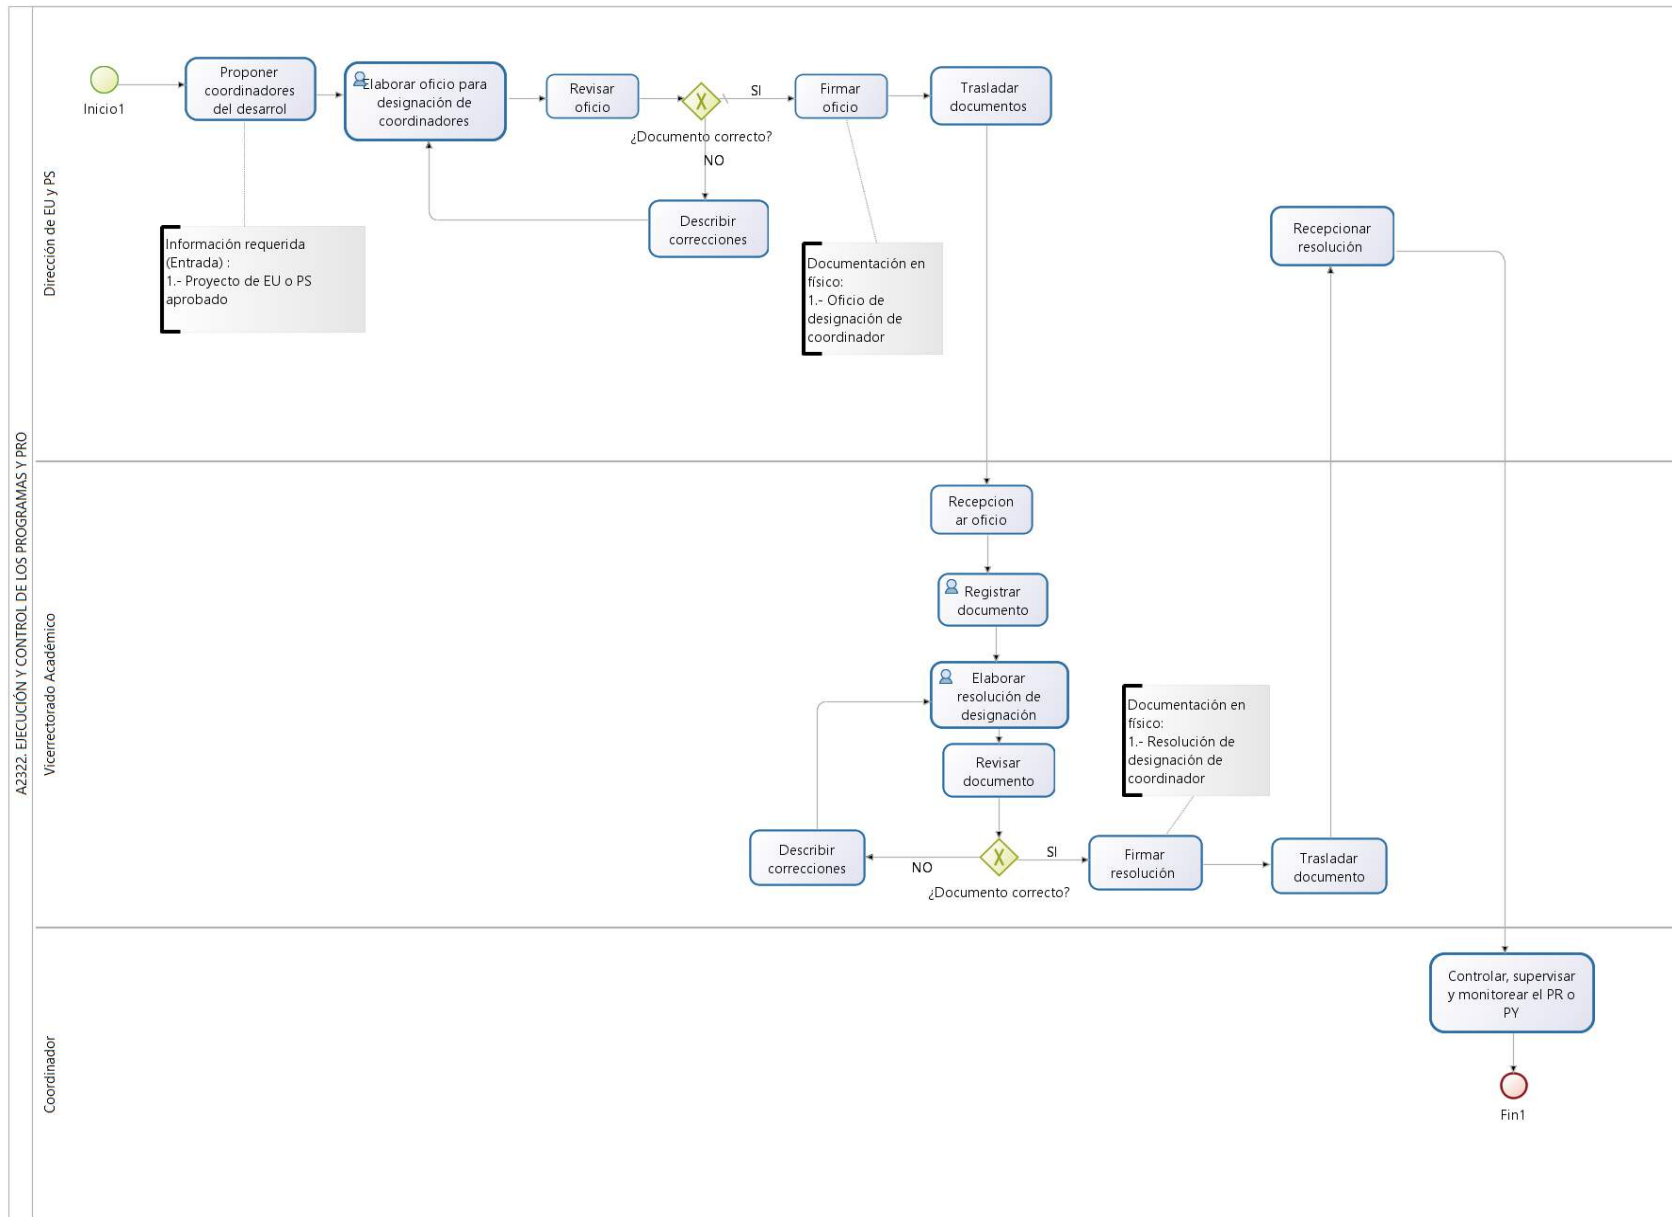 A2322. EJECUCIÓN Y CONTROL DE LOS PROGRAMAS Y PRO
Dirección de EU y PS
Inicio1
Proponer
coordinadores
del desarrol
Elaborar oficio para
designación de
coordinadores
Revisar
oficio
¿Documento correcto?
SI
NO
Firmar
oficio
Trasladar
documentos
Describir
correcciones
Información requerida
(Entrada) :
1.- Proyecto de EU o PS
aprobado
Documentación en
físico:
1.- Oficio de
designación de
coordinador
Recepcionar
resolución
Vicerrectorado Académico
Recepcion
ar oficio
Registrar
documento
Elaborar
resolución de
designación
Revisar
documento
Documentación en
físico:
1.- Resolución de
designación de
coordinador
Describir
correcciones
NO
SI
¿Documento correcto?
Firmar
resolución
Trasladar
documento
Coordinador
Controlar, supervisar
y monitorear el PR o
PY
Fin1